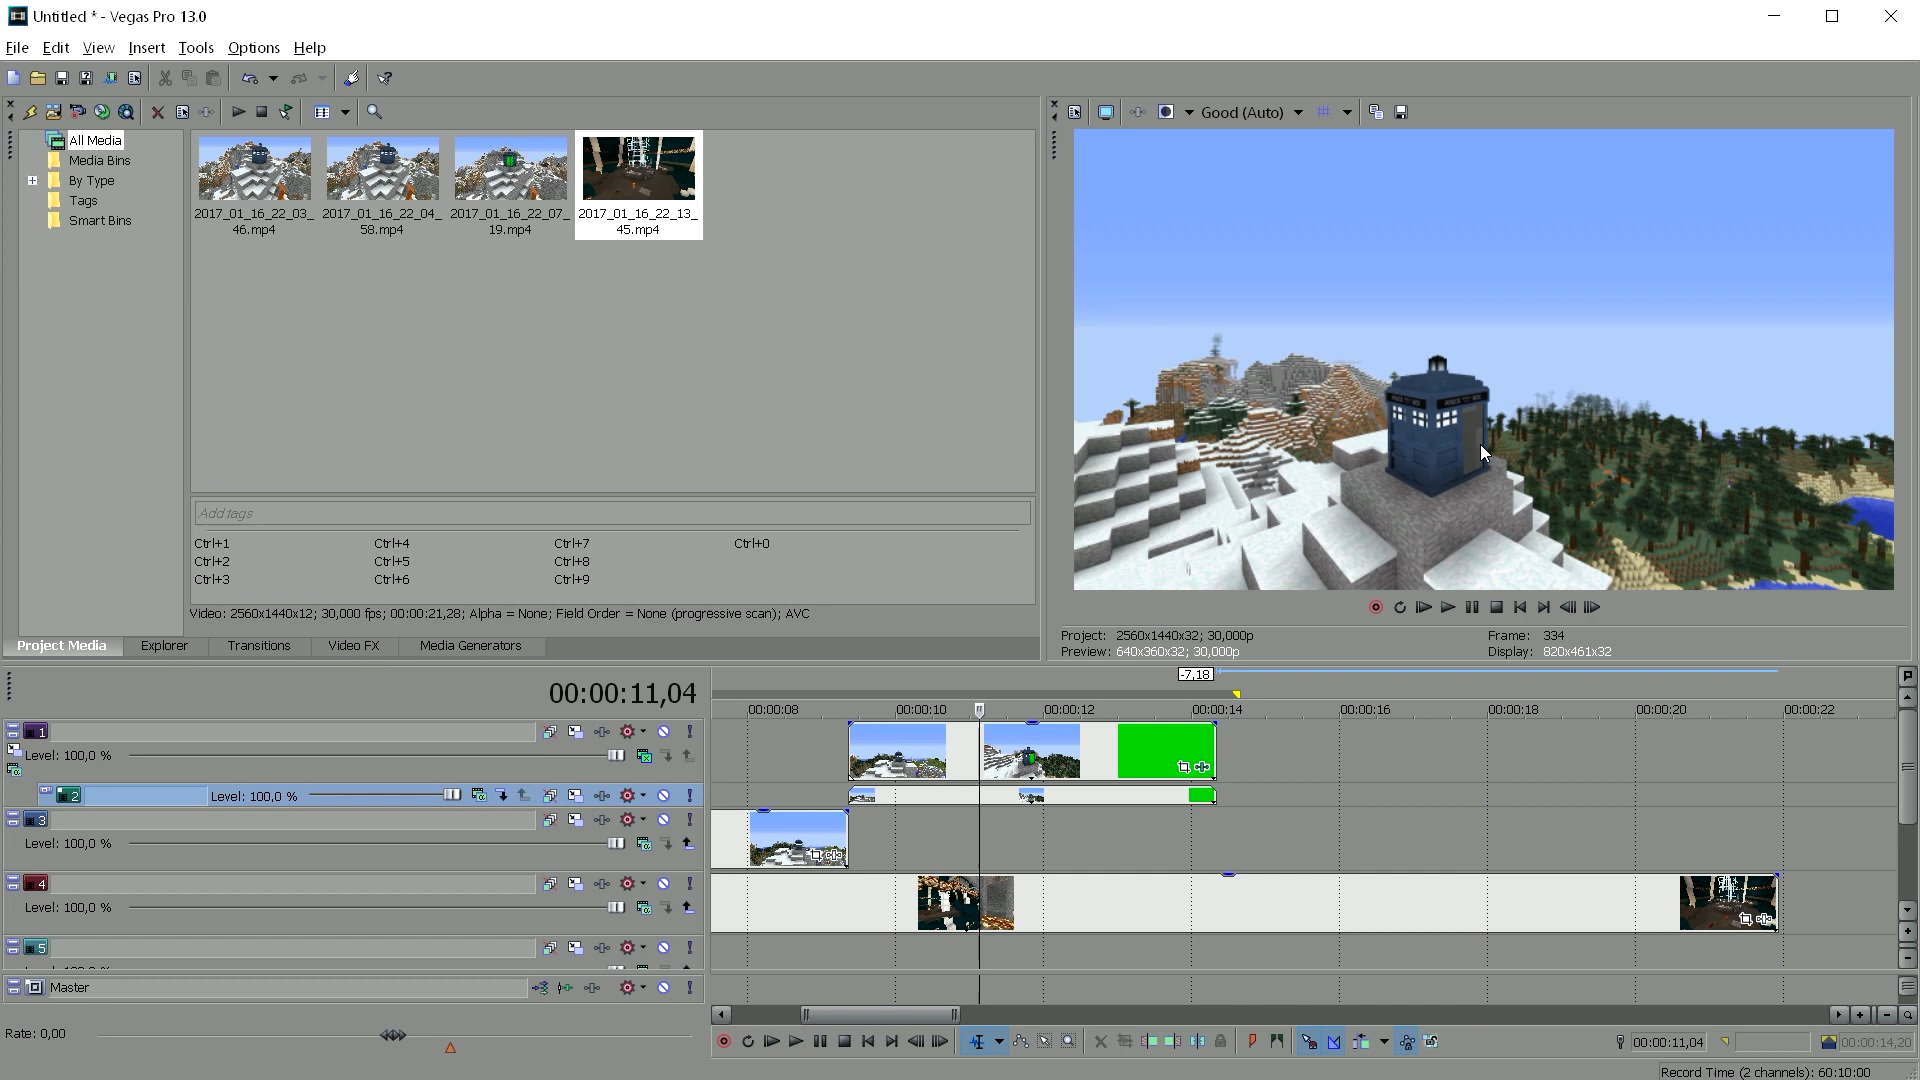 Untitled * - Vegas Pro 13.0
File Edit View Insert Tools Options Help
Good (Auto)
All Media
Media Bins
By Type
Tags
Smart Bins
2017_01_16_22_03_46.mp4
2017_01_16_22_04_58.mp4
2017_01_16_22_07_19.mp4
2017_01_16_22_13_45.mp4
Add tags
Ctrl+1 Ctrl+4 Ctrl+7 Ctrl+0
Ctrl+2 Ctrl+5 Ctrl+8
Ctrl+3 Ctrl+6 Ctrl+9
Video: 2560x1440x12; 30,000 fps; 00:00:21,28; Alpha = None; Field Order = None (progressive scan); AVC
Project Media Explorer Transitions Video FX Media Generators
Project: 2560x1440x32; 30,000p Frame: 334
Preview: 640x360x32; 30,000p Display: 820x461x32
-7,18
00:00:11,04
00:00:08 00:00:10 00:00:12 00:00:14 00:00:16 00:00:18 00:00:20 00:00:22
1
Level: 100,0 %
2 Level: 100,0 %
3
Level: 100,0 %
4
Level: 100,0 %
5
Master
Rate: 0,00
00:00:11,04 00:00:14,20
Record Time (2 channels): 60:10:00